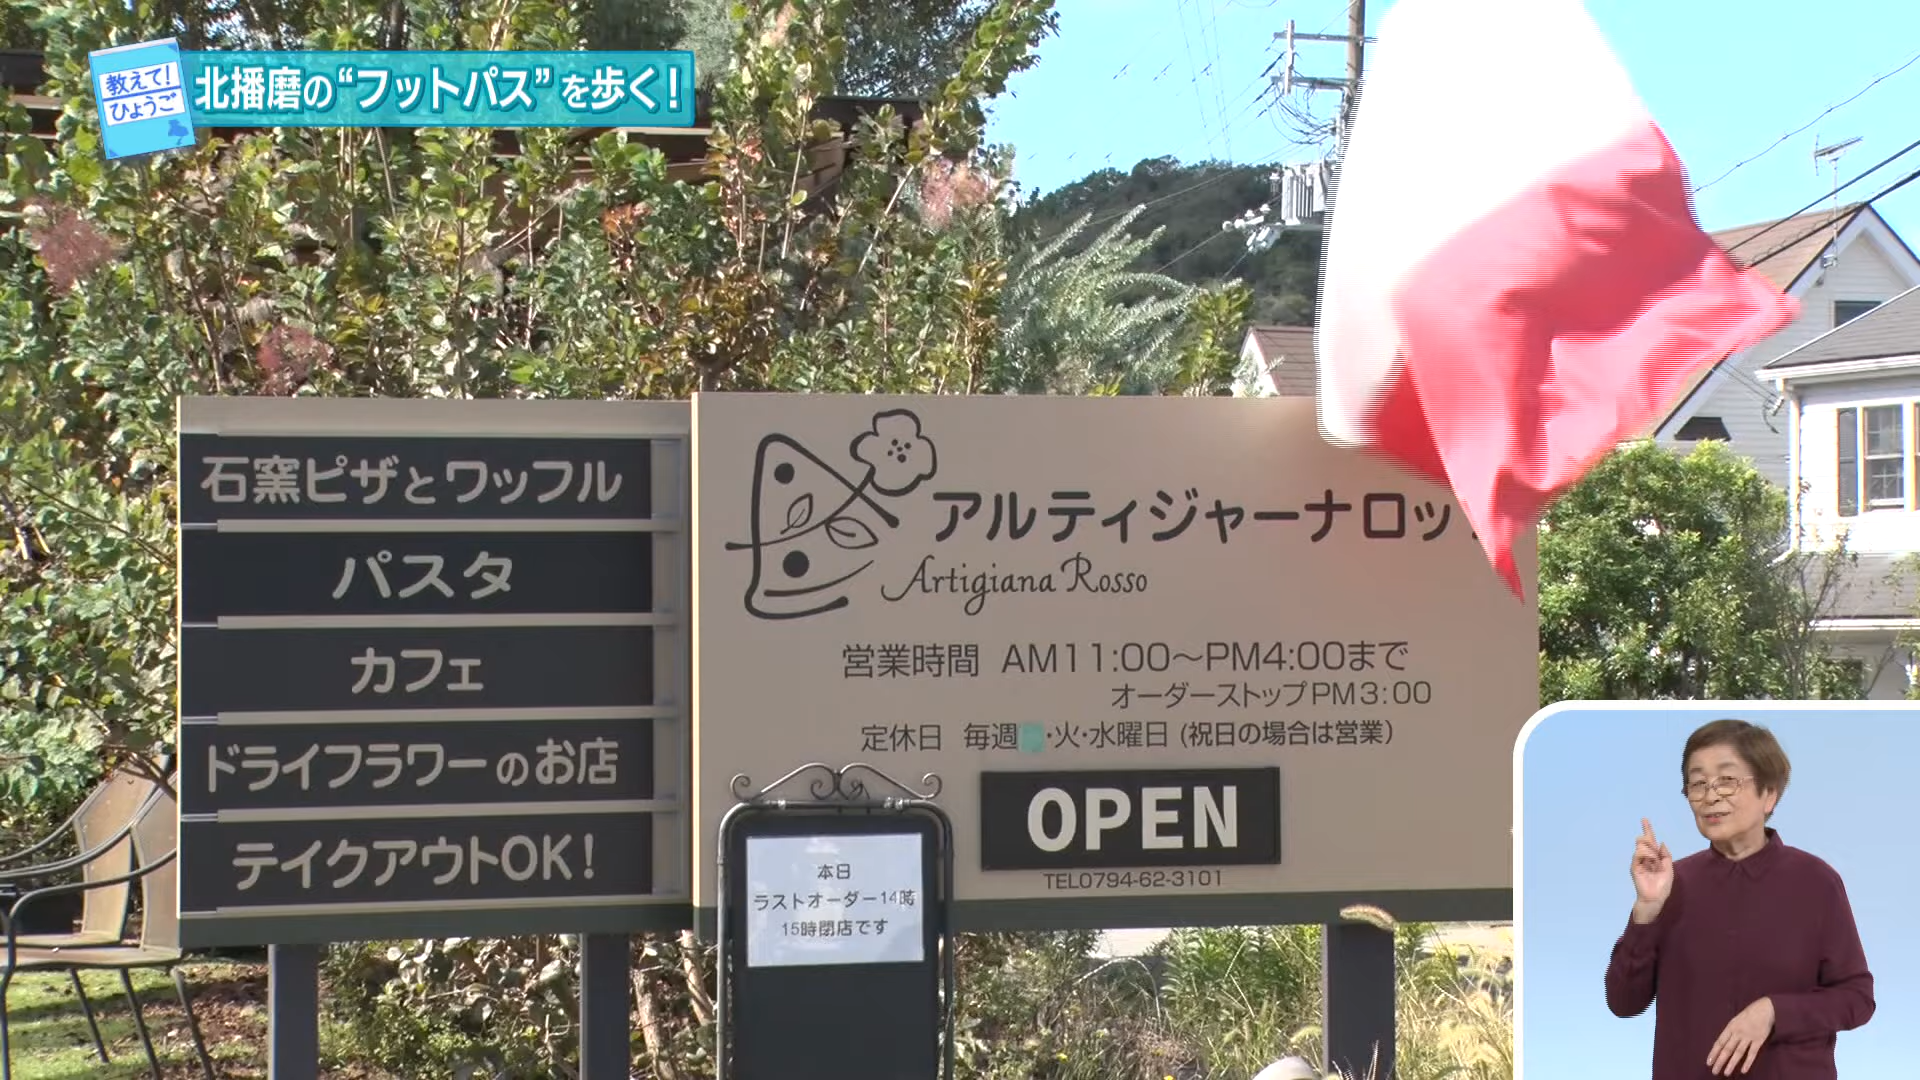 教えて!
ひょうご
北播磨の“フットパス”を歩く!
石窯ピザとワッフル
パスタ
カフェ
ドライフラワーのお店
テイクアウトOK!
アルティジャーナロッ
Artigiana Rosso
営業時間 AM11:00～PM4:00まで
オーダーストップPM3:00
定休日 毎週 ・火・水曜日(祝日の場合は営業)
OPEN
TEL0794-62-3101
本日
ラストオーダー14時
15時閉店です